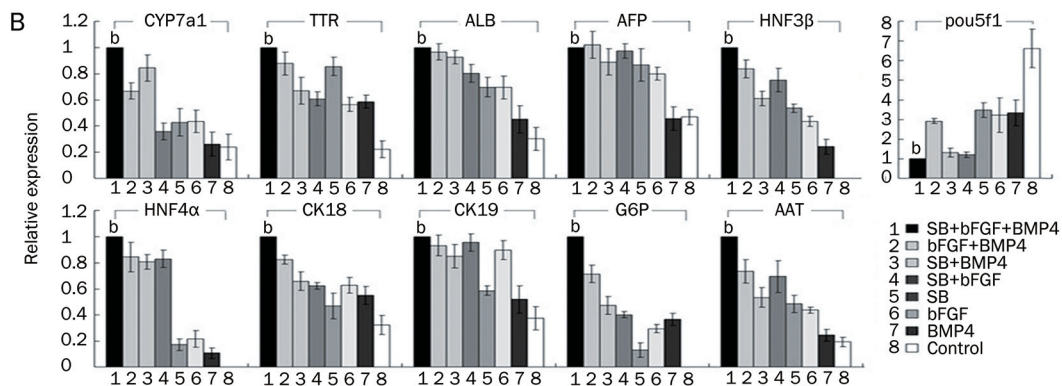 B
CYP7a1 TTR ALB AFP HNF3β pou5f1
Relative expression
1.2
1
0.8
0.6
0.4
0.2
0
8
7
6
5
4
3
2
1
0
b b b b b b
1 2 3 4 5 6 7 8 1 2 3 4 5 6 7 8 1 2 3 4 5 6 7 8 1 2 3 4 5 6 7 8 1 2 3 4 5 6 7 8 1 2 3 4 5 6 7 8
HNF4α CK18 CK19 G6P AAT
1.2
1
0.8
0.6
0.4
0.2
0
b b b b b
1 2 3 4 5 6 7 8 1 2 3 4 5 6 7 8 1 2 3 4 5 6 7 8 1 2 3 4 5 6 7 8 1 2 3 4 5 6 7 8
1 SB+bFGF+BMP4
2 bFGF+BMP4
3 SB+BMP4
4 SB+bFGF
5 SB
6 bFGF
7 BMP4
8 Control